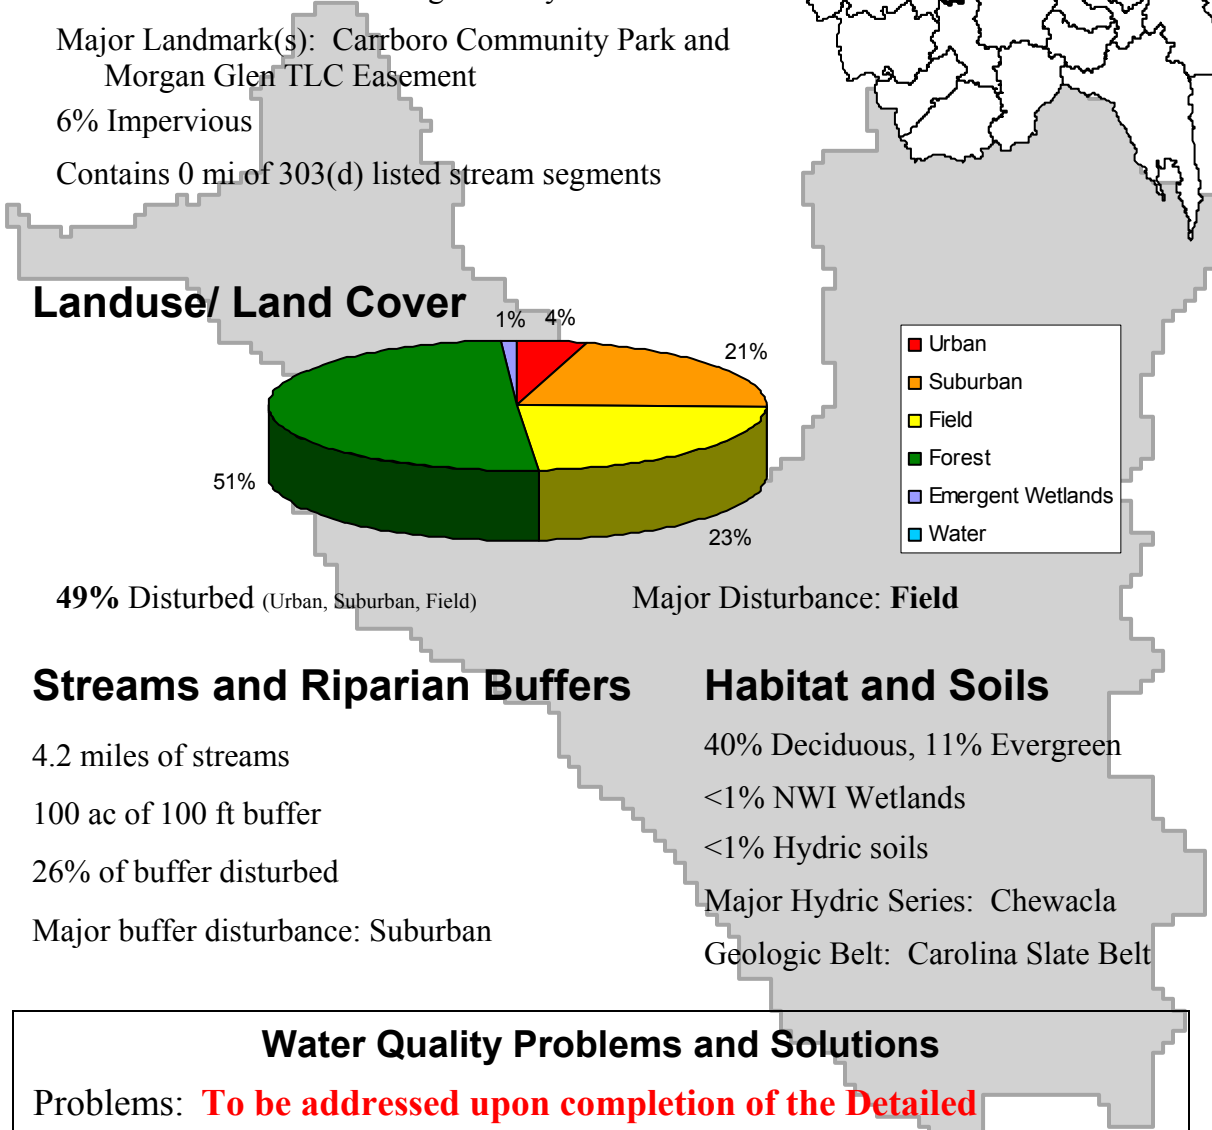 Major Landmark(s): Carrboro Community Park and
Morgan Glen TLC Easement
6% Impervious
Contains 0 mi of 303(d) listed stream segments
Landuse/ Land Cover
1% 4%
21%
51%
23%
Urban
Suburban
Field
Forest
Emergent Wetlands
Water
49% Disturbed (Urban, Suburban, Field)
Major Disturbance: Field
Streams and Riparian Buffers
4.2 miles of streams
100 ac of 100 ft buffer
26% of buffer disturbed
Major buffer disturbance: Suburban
Habitat and Soils
40% Deciduous, 11% Evergreen
<1% NWI Wetlands
<1% Hydric soils
Major Hydric Series: Chewacla
Geologic Belt: Carolina Slate Belt
Water Quality Problems and Solutions
Problems: To be addressed upon completion of the Detailed